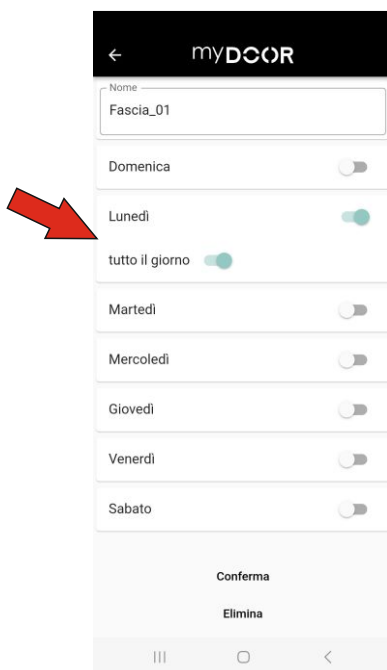 myDOOR
Nome
Fascia_01
Domenica
Lunedì
tutto il giorno
Martedì
Mercoledì
Giovedì
Venerdì
Sabato
Conferma
Elimina